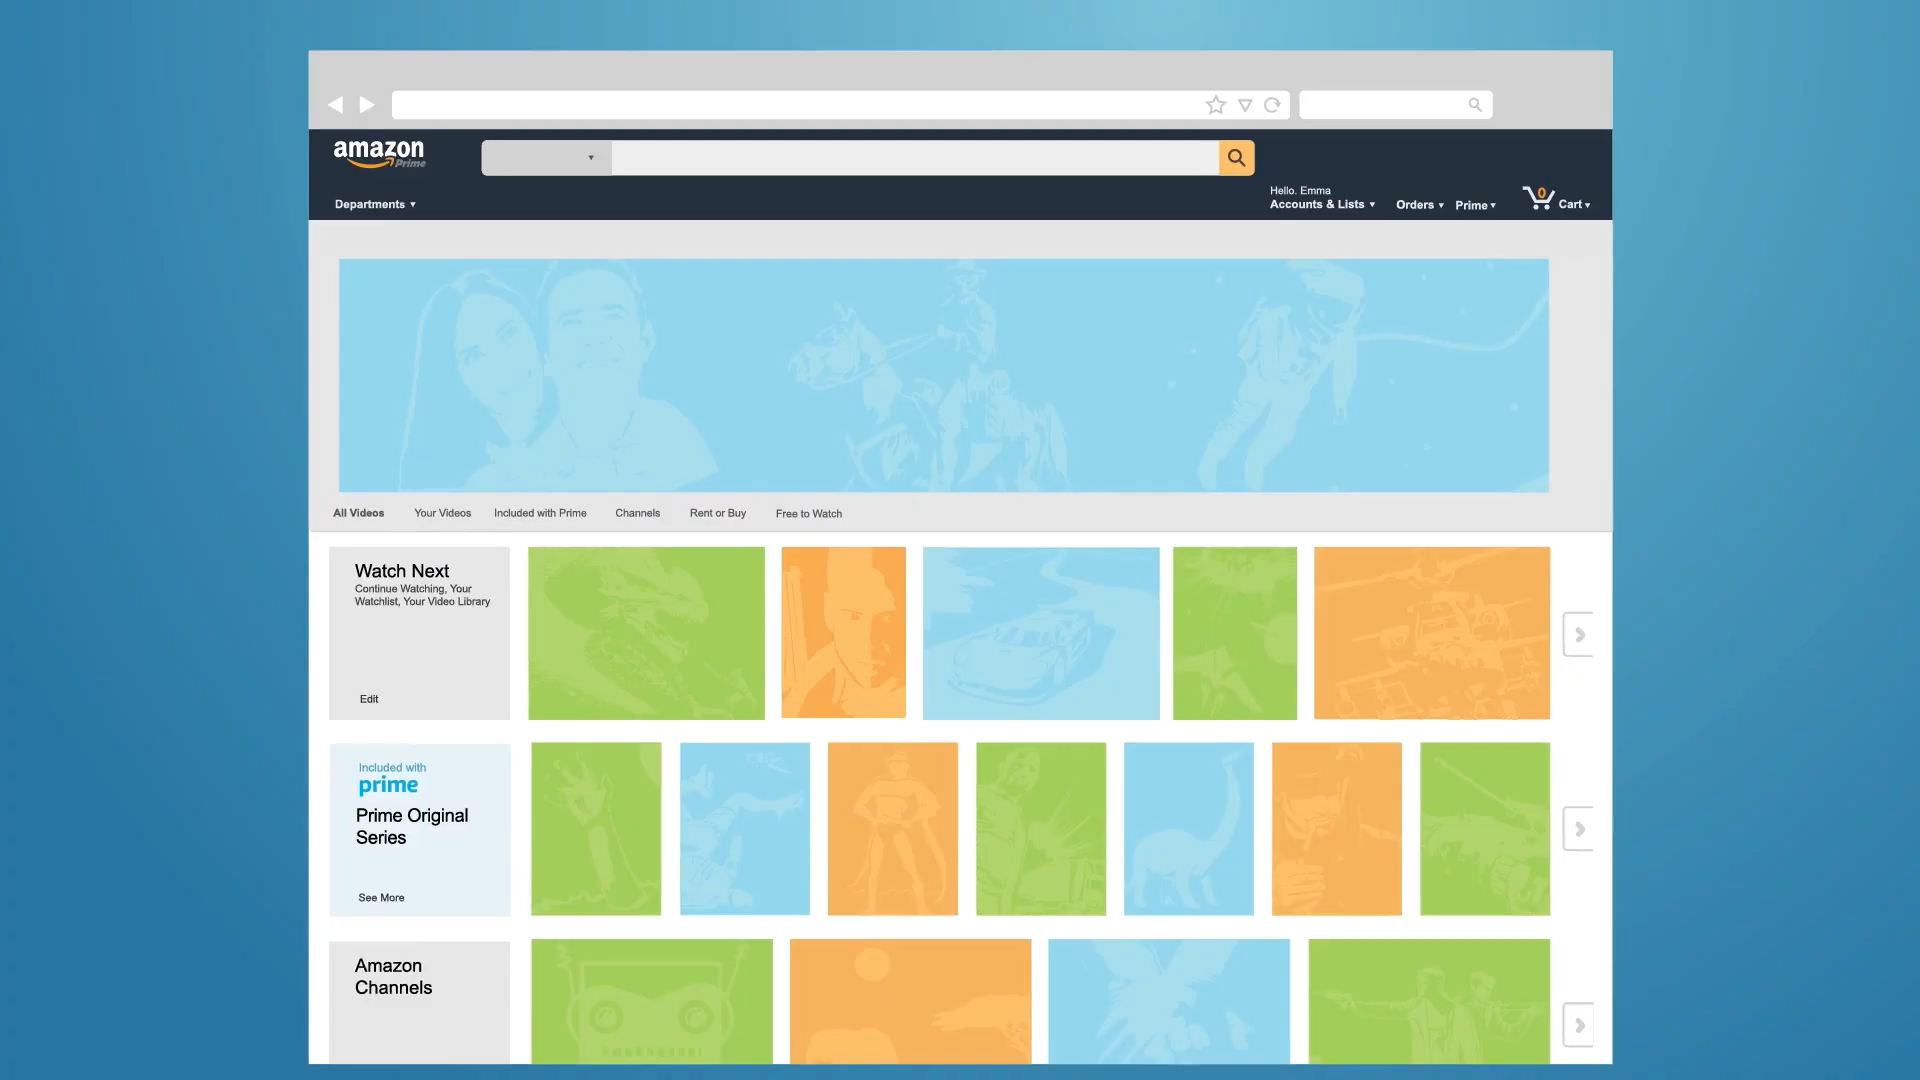 amazon
Prime
Departments
Hello. Emma
Accounts & Lists
Orders
Prime
0
Cart
All Videos
Your Videos
Included with Prime
Channels
Rent or Buy
Free to Watch
Watch Next
Continue Watching, Your
Watchlist, Your Video Library
Edit
Included with
prime
Prime Original
Series
See More
Amazon
Channels